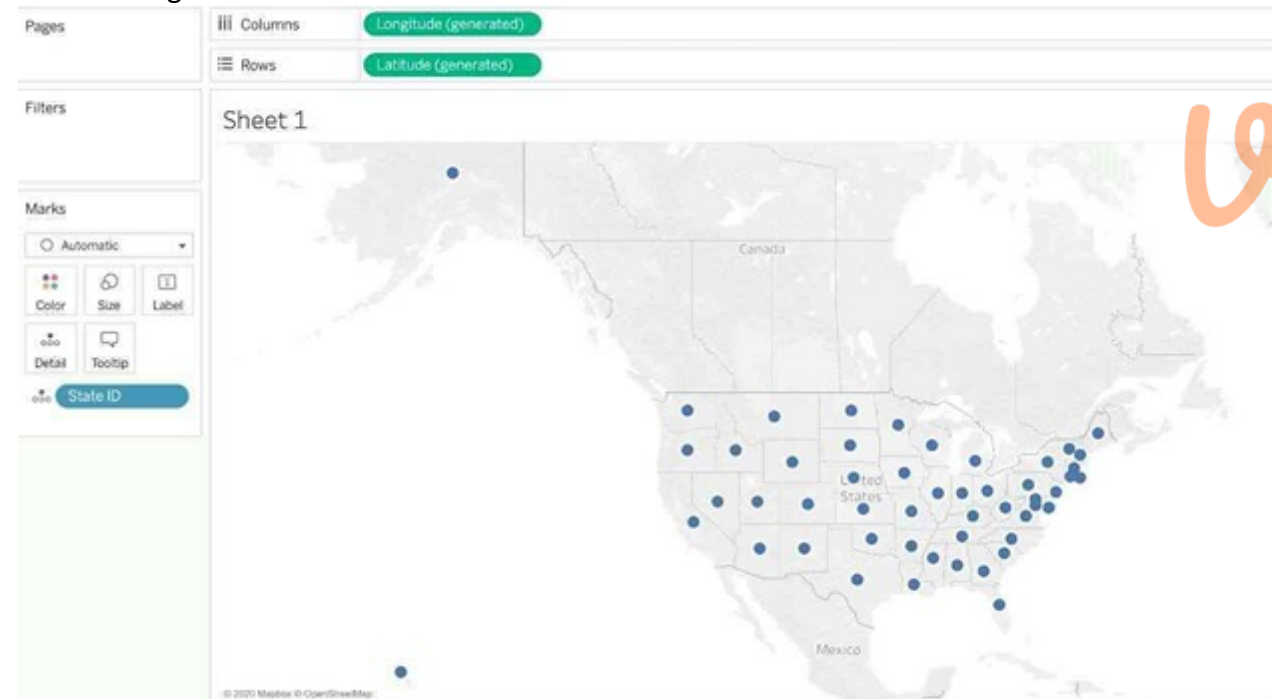 Pages
Columns
Longitude (generated)
Rows
Latitude (generated)
Filters
Sheet 1
Marks
Automatic
Color
Size
Label
Detail
Tooltip
State ID
Canada
United
States
Mexico
© 2020 Mapbox © OpenStreetMap